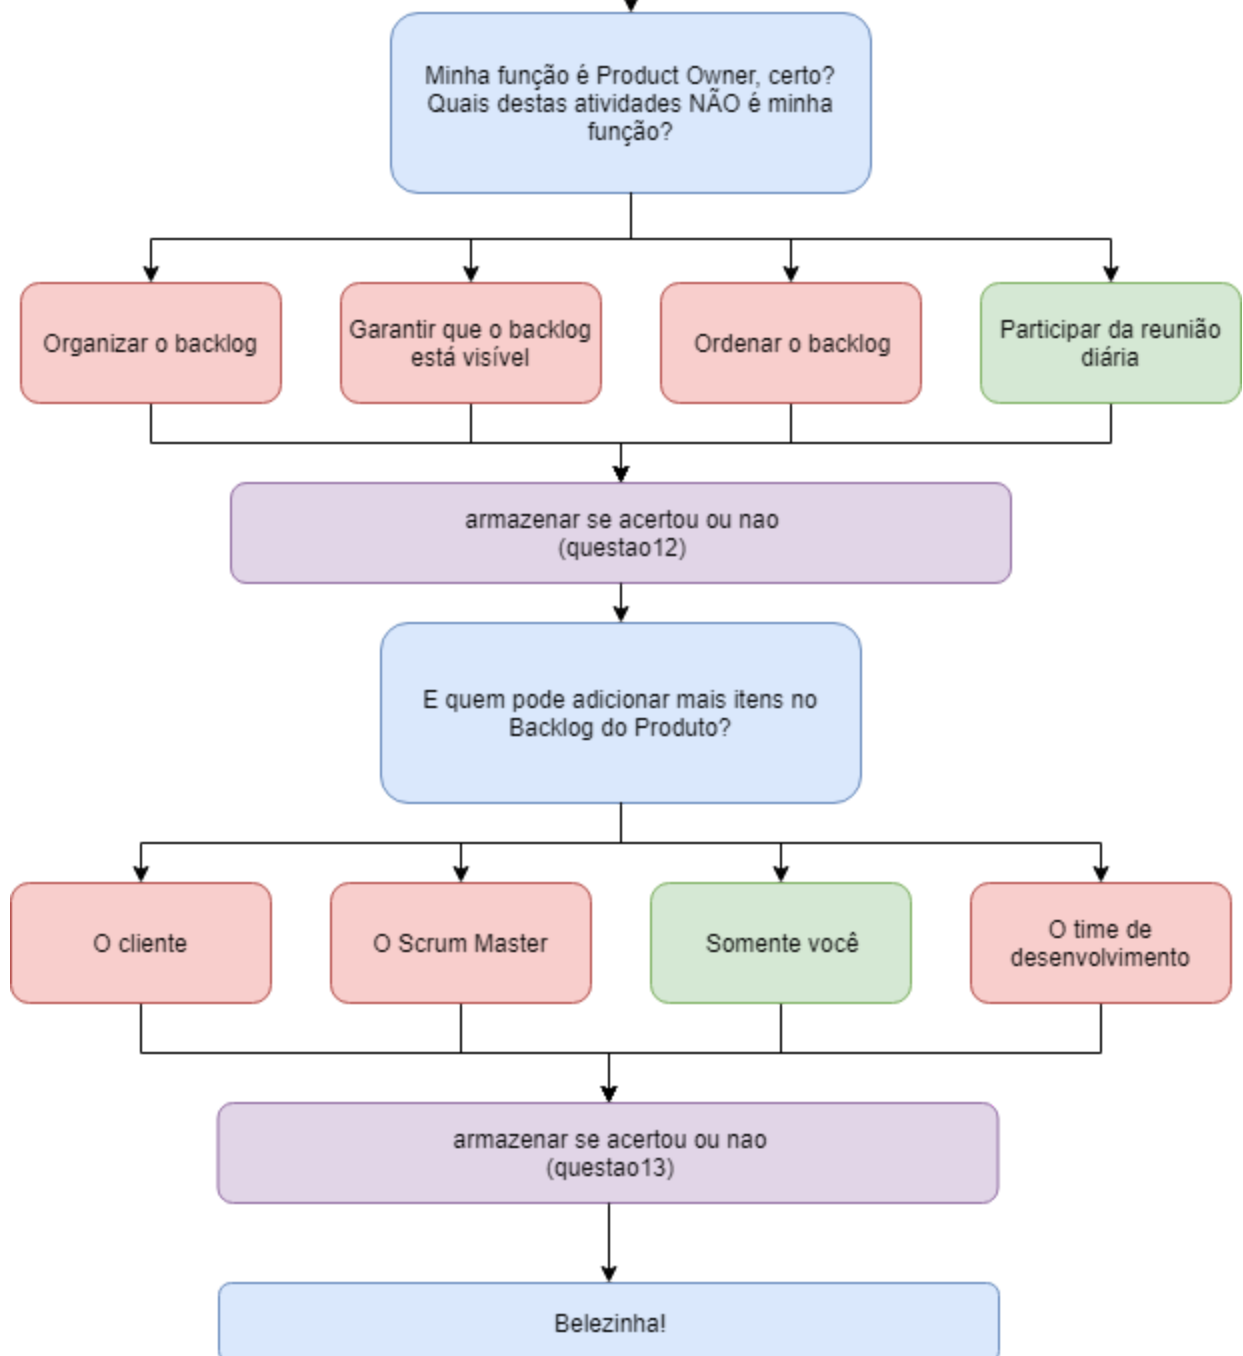 Minha função é Product Owner, certo?
Quais destas atividades NÃO é minha
função?
Organizar o backlog
Garantir que o backlog
está visível
Ordenar o backlog
Participar da reunião
diária
armazenar se acertou ou nao
(questao12)
E quem pode adicionar mais itens no
Backlog do Produto?
O cliente
O Scrum Master
Somente você
O time de
desenvolvimento
armazenar se acertou ou nao
(questao13)
Belezinha!